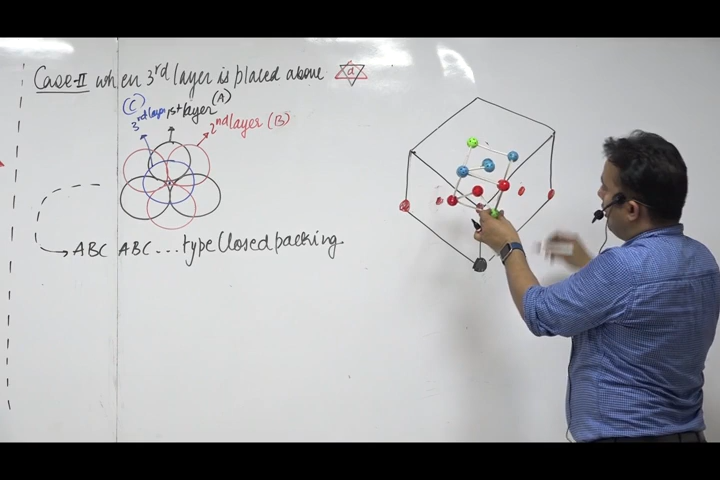 Case-II when 3rd layer is placed above d
(C) 3rd layer 1st layer (A)
2nd layer (B)
ABC ABC ... type Closed packing